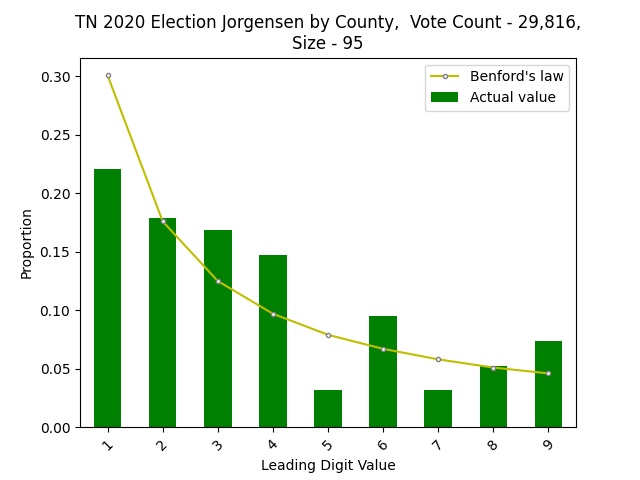 TN 2020 Election Jorgensen by County,  Vote Count - 29,816,
Size - 95
Benford's law
Actual value
0.30
0.25
0.20
0.15
0.10
0.05
0.00
Proportion
1 2 3 4 5 6 7 8 9
Leading Digit Value